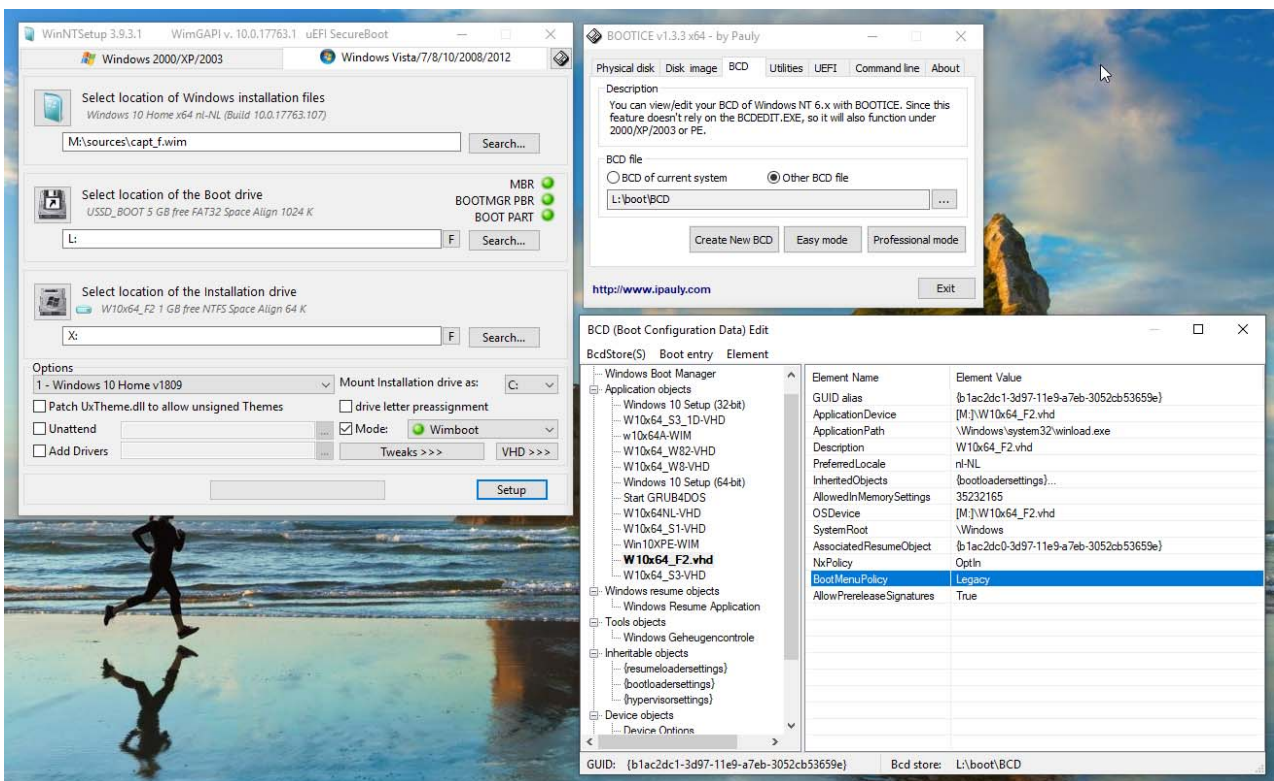 WinNTSetup 3.9.3.1 WimGAPI v. 10.0.17763.1 uEFI SecureBoot
Windows 2000/XP/2003 Windows Vista/7/8/10/2008/2012
Select location of Windows installation files
Windows 10 Home x64 nl-NL (Build 10.0.17763.107)
M:\sources\capt_f.wim Search...
MBR
Select location of the Boot drive BOOTMGR PBR
USSD_BOOT 5 GB free FAT32 Space Align 1024 K BOOT PART
L: F Search...
Select location of the Installation drive
W10x64_F2 1 GB free NTFS Space Align 64 K
X: F Search...
Options
1 - Windows 10 Home v1809 Mount Installation drive as: C:
Patch UxTheme.dll to allow unsigned Themes drive letter preassignment
Unattend ... Mode: Wimboot
Add Drivers ... Tweaks >>> VHD >>>
Setup
BOOTICE v1.3.3 x64 - by Pauly
Physical disk Disk image BCD Utilities UEFI Command line About
Description
You can view/edit your BCD of Windows NT 6.x with BOOTICE. Since this
feature doesn't rely on the BCDEDIT.EXE, so it will also function under
2000/XP/2003 or PE.
BCD file
BCD of current system Other BCD file
L:\boot\BCD ...
Create New BCD Easy mode Professional mode
http://www.ipauly.com Exit
BCD (Boot Configuration Data) Edit
BcdStore(S) Boot entry Element
Windows Boot Manager
Application objects
Windows 10 Setup (32-bit)
W10x64_S3_1D-VHD
w10x64A-WIM
W10x64_W82-VHD
W10x64_W8-VHD
Windows 10 Setup (64-bit)
Start GRUB4DOS
W10x64NL-VHD
W10x64_S1-VHD
Win10XPE-WIM
W10x64_F2.vhd
W10x64_S3-VHD
Windows resume objects
Windows Resume Application
Tools objects
Windows Geheugencontrole
Inheritable objects
{resumeloadersettings}
{bootloadersettings}
{hypervisorsettings}
Device objects
Device Options
Element Name Element Value
GUID alias {b1ac2dc1-3d97-11e9-a7eb-3052cb53659e}
ApplicationDevice [M:]\W10x64_F2.vhd
ApplicationPath \Windows\system32\winload.exe
Description W10x64_F2.vhd
PreferredLocale nl-NL
InheritedObjects {bootloadersettings}...
AllowedInMemorySettings 35232165
OSDevice [M:]\W10x64_F2.vhd
SystemRoot \Windows
AssociatedResumeObject {b1ac2dc0-3d97-11e9-a7eb-3052cb53659e}
NxPolicy OptIn
BootMenuPolicy Legacy
AllowPrereleaseSignatures True
GUID: {b1ac2dc1-3d97-11e9-a7eb-3052cb53659e} Bcd store: L:\boot\BCD